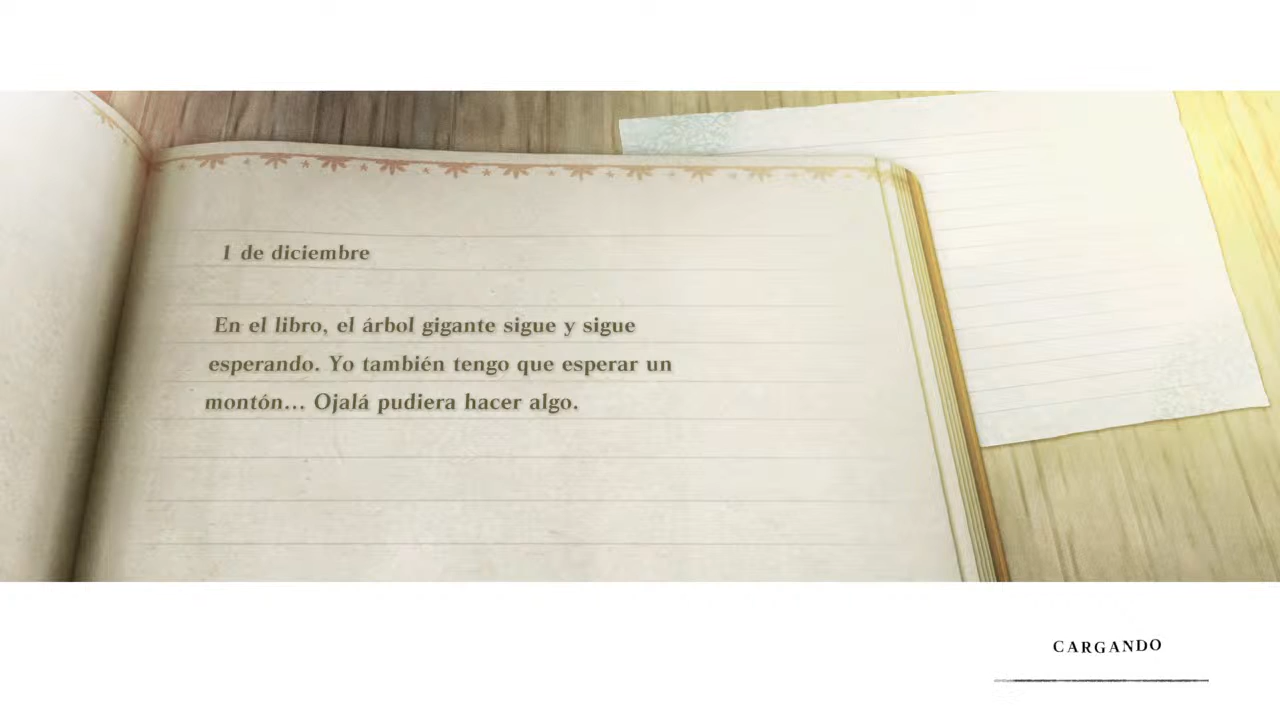 1 de diciembre
En el libro, el árbol gigante sigue y sigue
esperando. Yo también tengo que esperar un
montón... Ojalá pudiera hacer algo.
CARGANDO